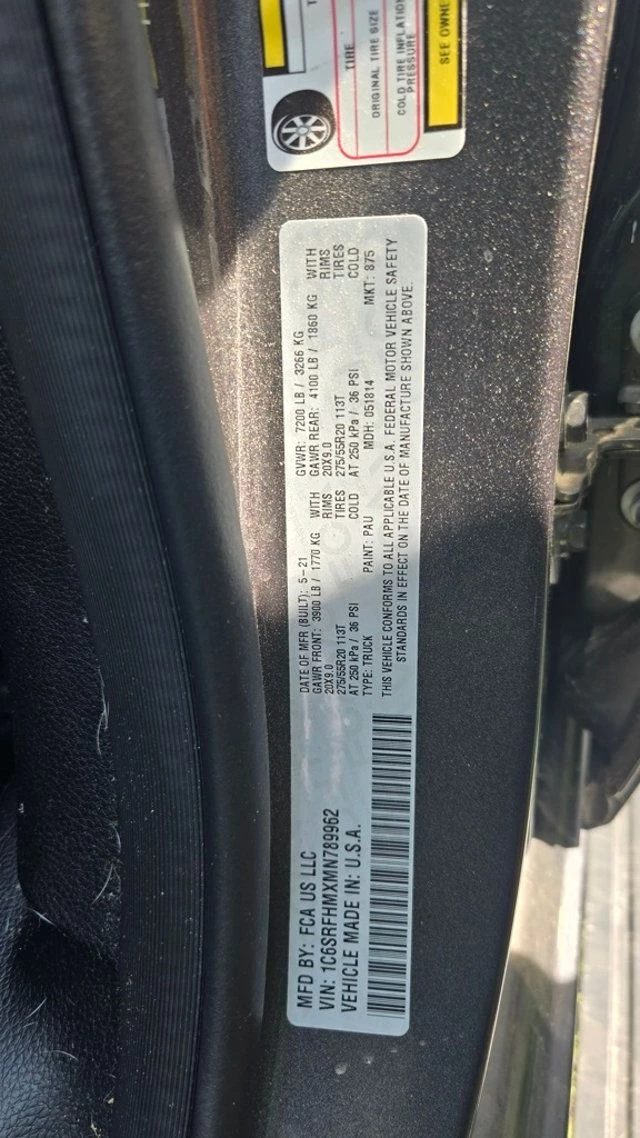 MFD BY: FCA US LLC
VIN: 1C6SRFHMXMN789962
VEHICLE MADE IN: U.S.A.
DATE OF MFR (BUILT): 5-21 GVWR: 7200 LB / 3266 KG
GAWR FRONT: 3900 LB / 1770 KG WITH GAWR REAR: 4100 LB / 1860 KG WITH
20X9.0 RIMS 20X9.0 RIMS
275/55R20 113T TIRES 275/55R20 113T TIRES
AT 250 kPa / 36 PSI COLD AT 250 kPa / 36 PSI COLD
TYPE: TRUCK PAINT: PAU MDH: 051814 MKT: 875
THIS VEHICLE CONFORMS TO ALL APPLICABLE U.S.A. FEDERAL MOTOR VEHICLE SAFETY
STANDARDS IN EFFECT ON THE DATE OF MANUFACTURE SHOWN ABOVE.
TIRE
ORIGINAL TIRE SIZE
COLD TIRE INFLATION
PRESSURE
SEE OWNE